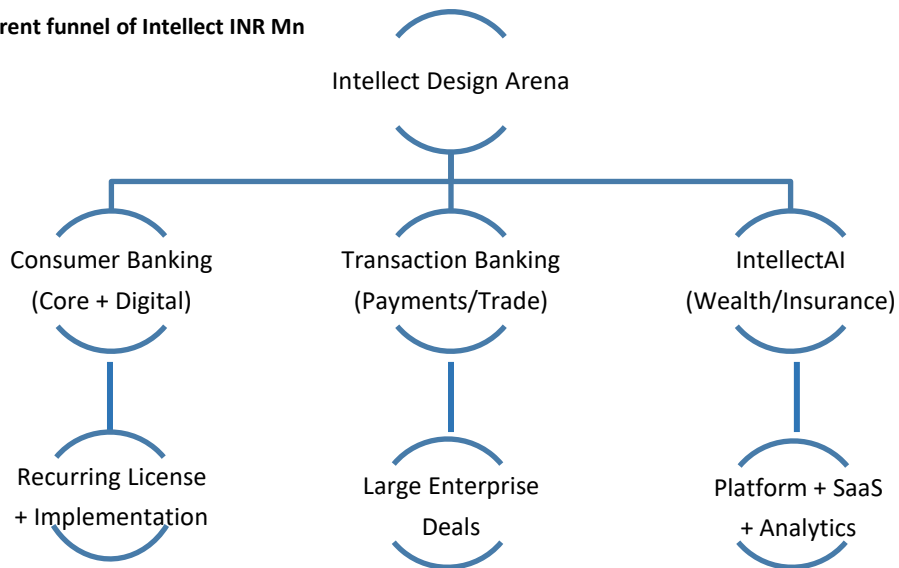 rent funnel of Intellect INR Mn
Intellect Design Arena
Consumer Banking
(Core + Digital)
Transaction Banking
(Payments/Trade)
IntellectAI
(Wealth/Insurance)
Recurring License
+ Implementation
Large Enterprise
Deals
Platform + SaaS
+ Analytics